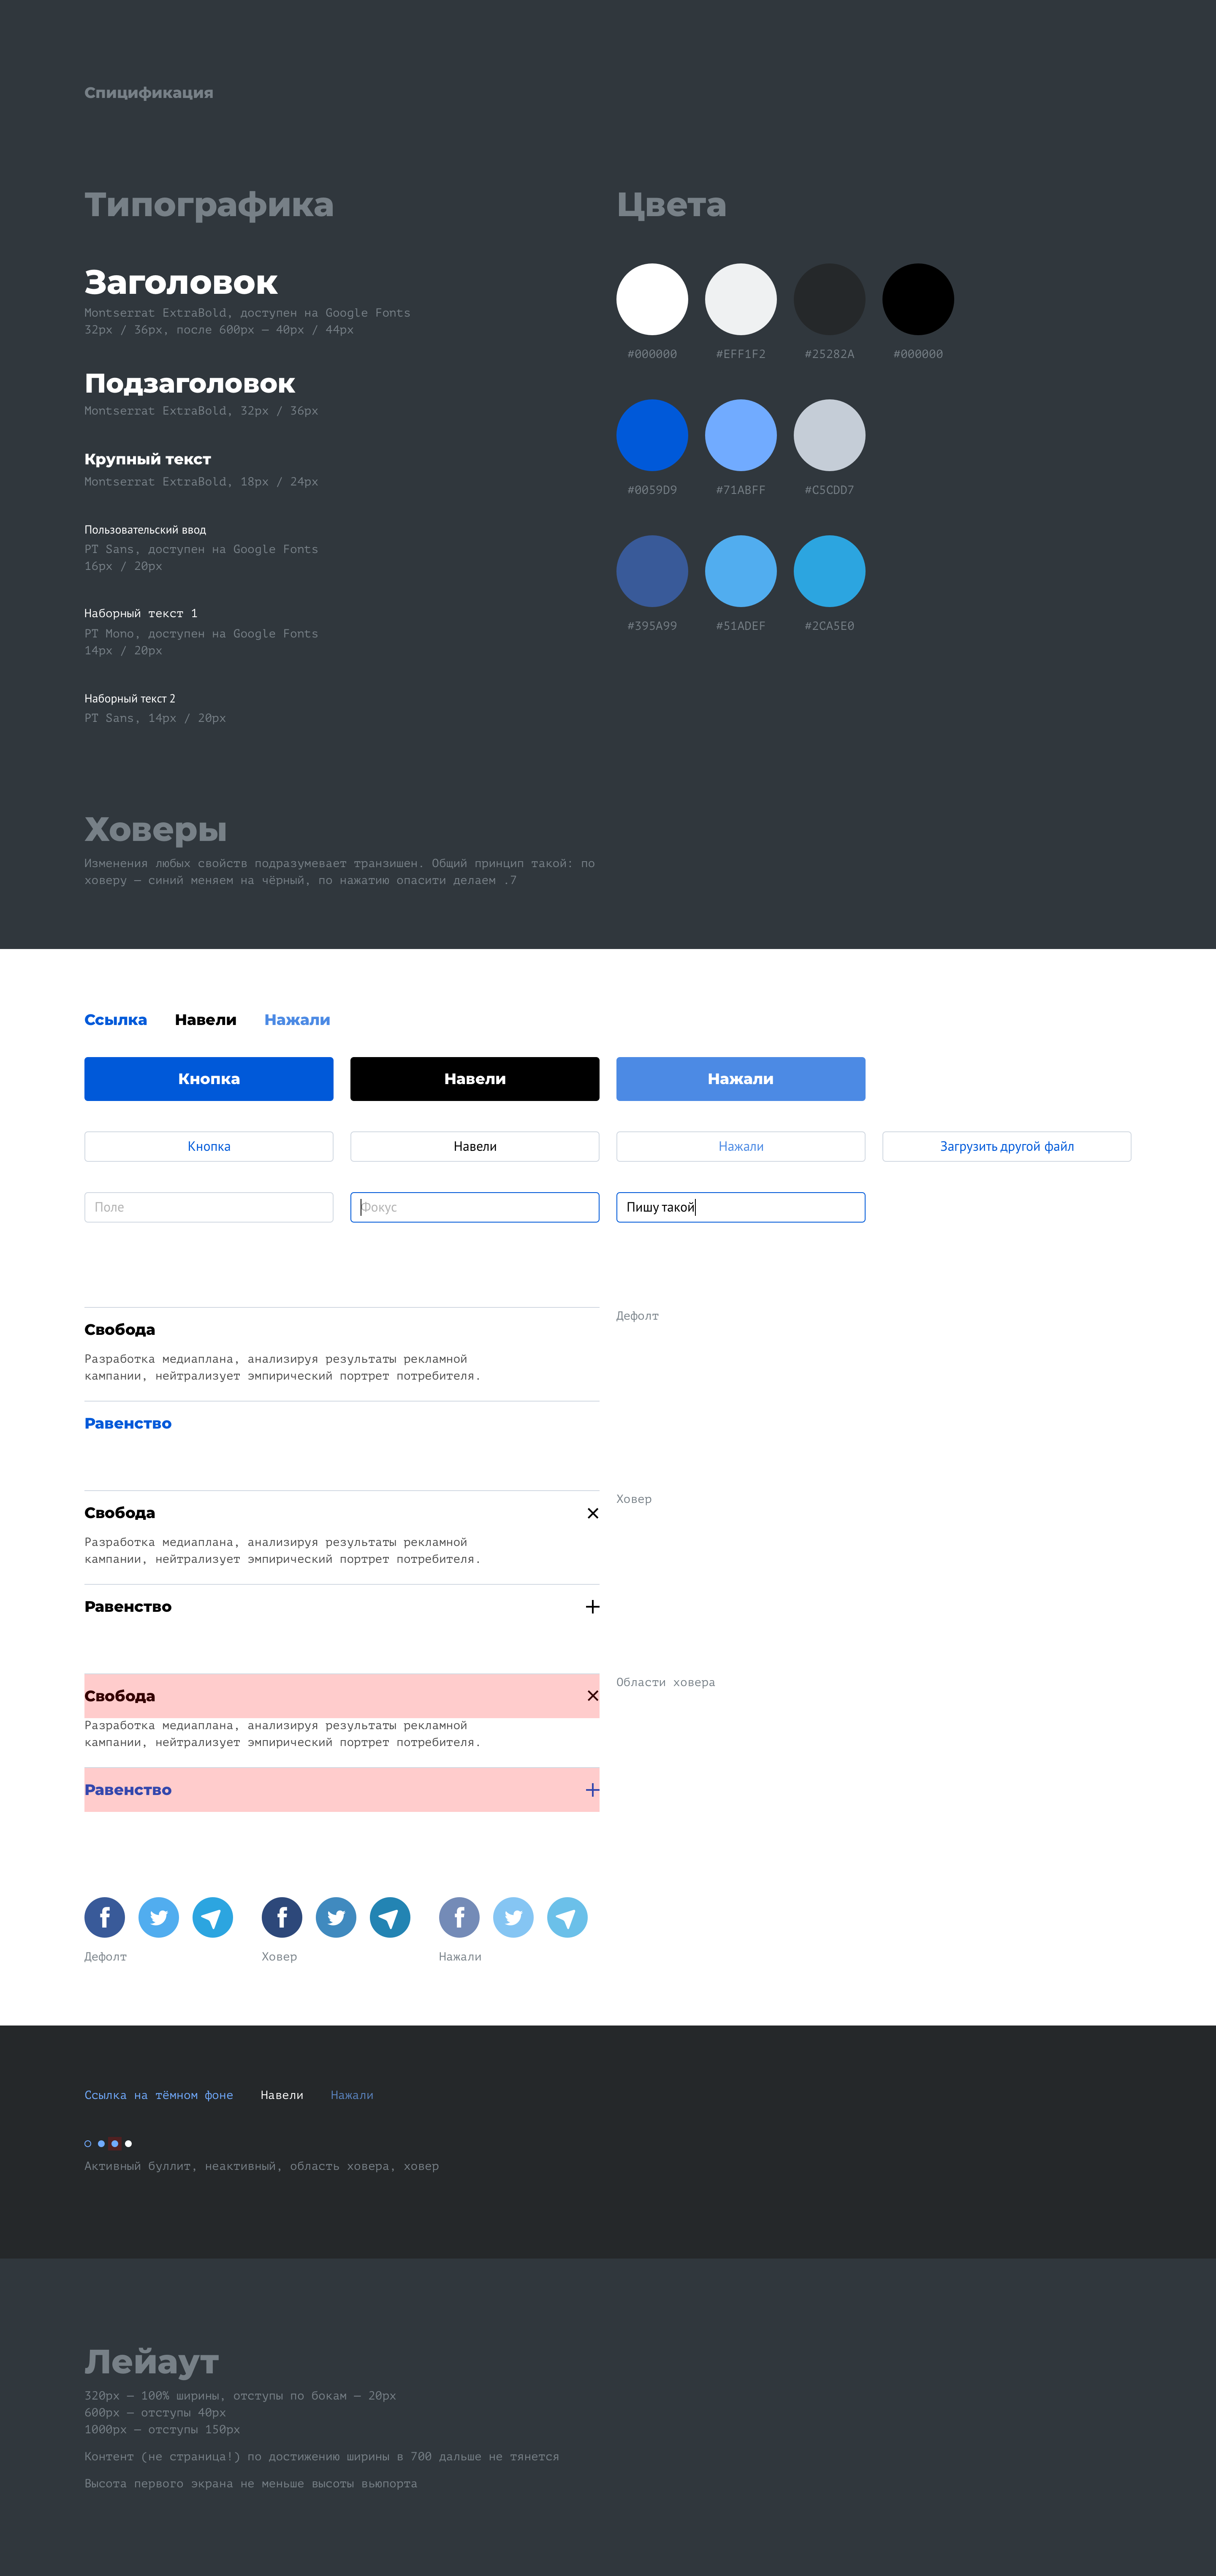 Спицификация
Типографика
Заголовок
Montserrat ExtraBold, доступен на Google Fonts
32px / 36px, после 600px — 40px / 44px
Подзаголовок
Montserrat ExtraBold, 32px / 36px
Крупный текст
Montserrat ExtraBold, 18px / 24px
Пользовательский ввод
PT Sans, доступен на Google Fonts
16px / 20px
Наборный текст 1
PT Mono, доступен на Google Fonts
14px / 20px
Наборный текст 2
PT Sans, 14px / 20px
Цвета
#000000 #EFF1F2 #25282A #000000
#0059D9 #71ABFF #C5CDD7
#395A99 #51ADEF #2CA5E0
Ховеры
Изменения любых свойств подразумевает транзишен. Общий принцип такой: по
ховеру — синий меняем на чёрный, по нажатию опасити делаем .7
Ссылка Навели Нажали
Кнопка Навели Нажали
Кнопка Навели Нажали Загрузить другой файл
Поле Фокус Пишу такой
Дефолт
Свобода
Разработка медиаплана, анализируя результаты рекламной
кампании, нейтрализует эмпирический портрет потребителя.
Равенство
Ховер
Свобода
Разработка медиаплана, анализируя результаты рекламной
кампании, нейтрализует эмпирический портрет потребителя.
Равенство
Области ховера
Свобода
Разработка медиаплана, анализируя результаты рекламной
кампании, нейтрализует эмпирический портрет потребителя.
Равенство
Дефолт Ховер Нажали
Ссылка на тёмном фоне Навели Нажали
Активный буллит, неактивный, область ховера, ховер
Лейаут
320px — 100% ширины, отступы по бокам — 20px
600px — отступы 40px
1000px — отступы 150px
Контент (не страница!) по достижению ширины в 700 дальше не тянется
Высота первого экрана не меньше высоты вьюпорта